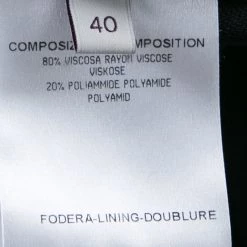 40
COMPOSIZ MPOSITION
80% VISCOSA RAYON VISCOSE
VISKOSE
20% POLIAMMIDE POLYAMIDE
POLYAMID
FODERA-LINING-DOUBLURE